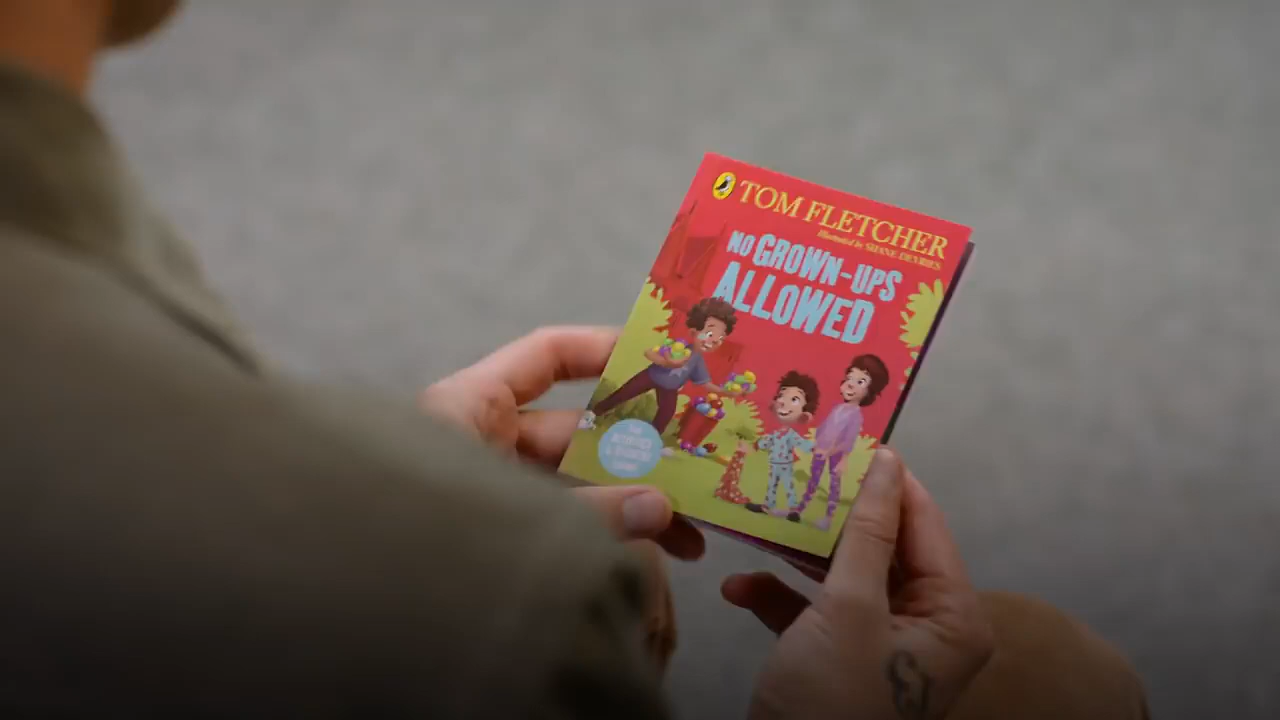 TOM FLETCHER
Illustrated by SHANE DEVRIES
NO GROWN-UPS
ALLOWED